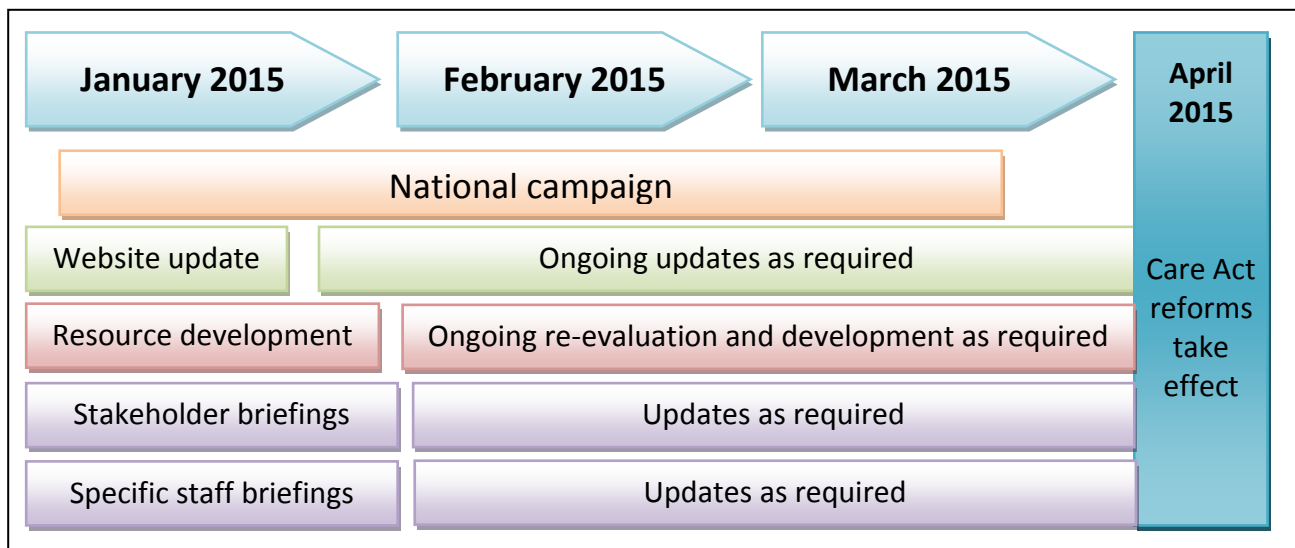 January 2015
February 2015
March 2015
April
2015
National campaign
Website update
Ongoing updates as required
Resource development
Ongoing re-evaluation and development as required
Stakeholder briefings
Updates as required
Specific staff briefings
Updates as required
Care Act
reforms
take
effect